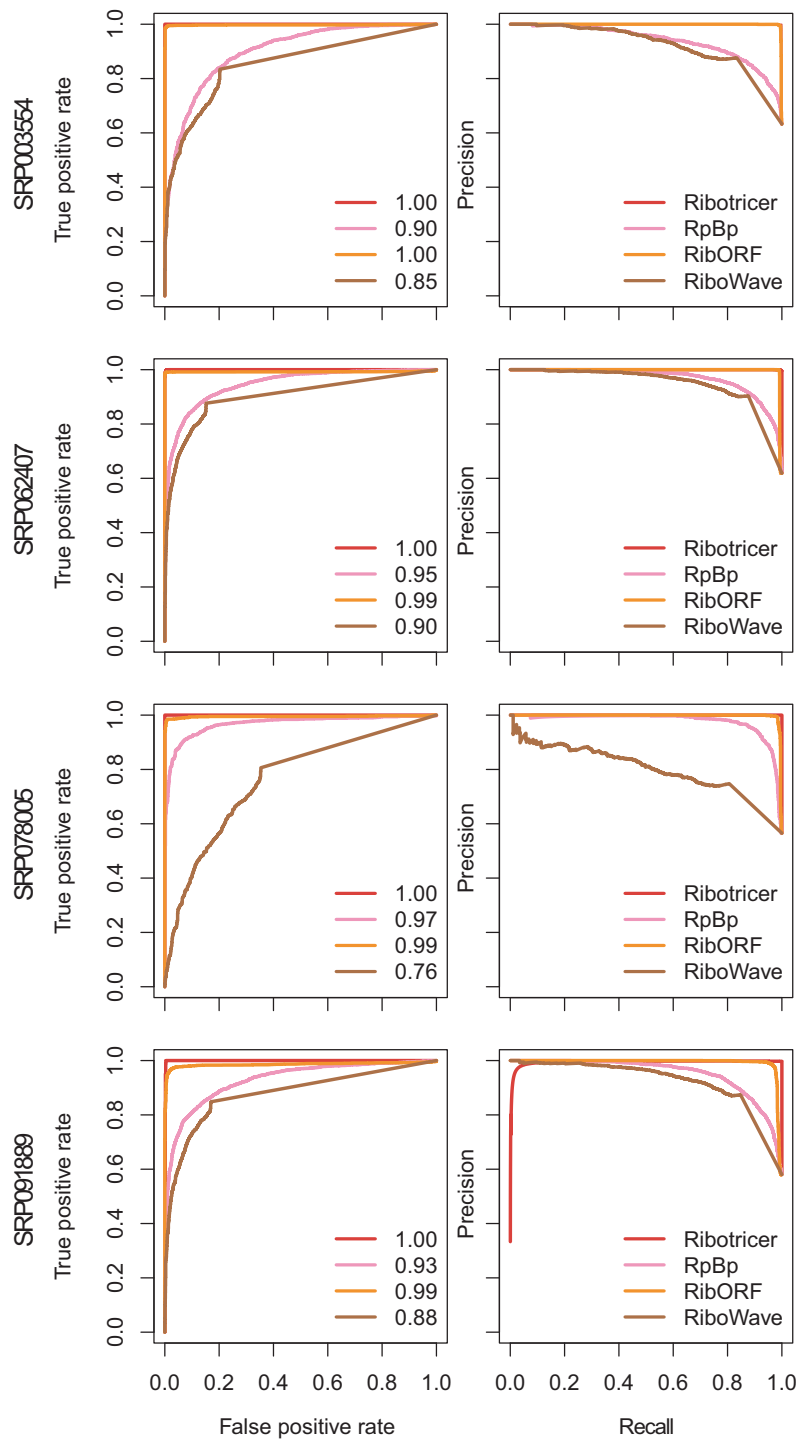 SRP003554
True positive rate
0.0 0.2 0.4 0.6 0.8 1.0
1.00
0.90
1.00
0.85
Precision
Ribotricer
RpBp
RibORF
RiboWave
SRP062407
True positive rate
0.0 0.2 0.4 0.6 0.8 1.0
1.00
0.95
0.99
0.90
Precision
Ribotricer
RpBp
RibORF
RiboWave
SRP078005
True positive rate
0.0 0.2 0.4 0.6 0.8 1.0
1.00
0.97
0.99
0.76
Precision
Ribotricer
RpBp
RibORF
RiboWave
SRP091889
True positive rate
0.0 0.2 0.4 0.6 0.8 1.0
1.00
0.93
0.99
0.88
Precision
Ribotricer
RpBp
RibORF
RiboWave
0.0 0.2 0.4 0.6 0.8 1.0
0.0 0.2 0.4 0.6 0.8 1.0
False positive rate
Recall